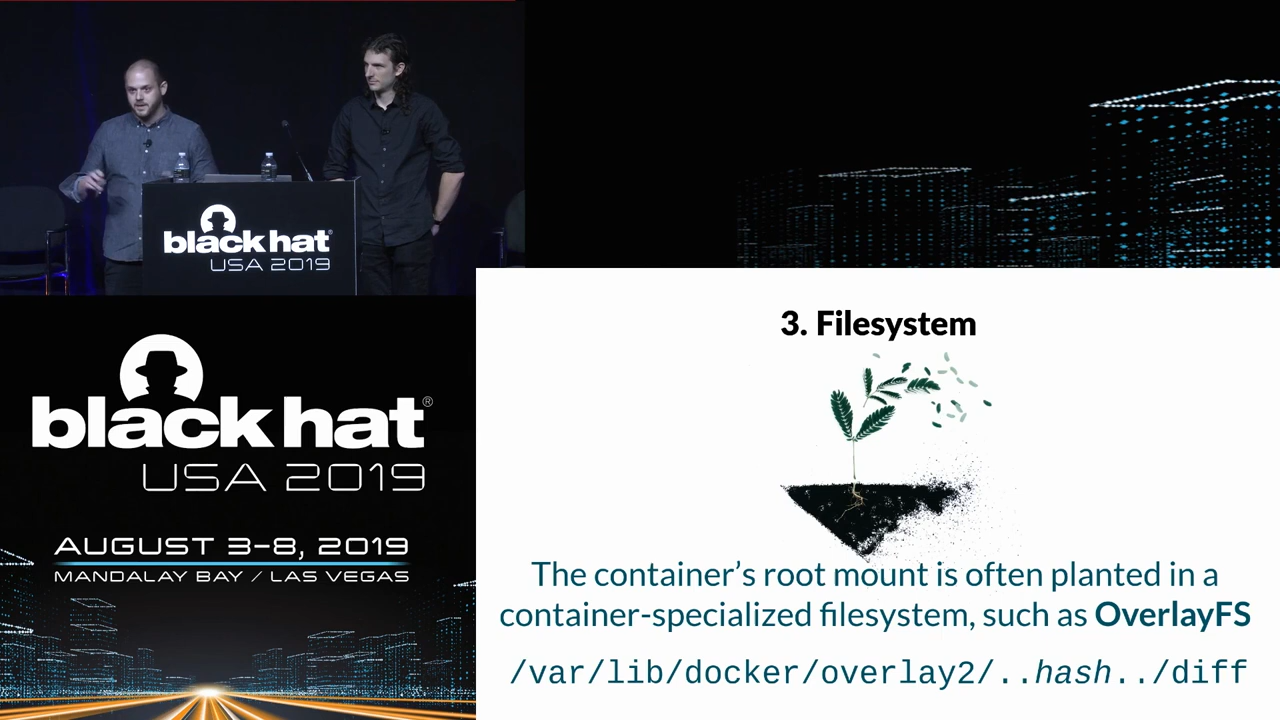 black hat®
USA 2019
black hat®
USA 2019
AUGUST 3-8, 2019
MANDALAY BAY / LAS VEGAS
3. Filesystem
The container’s root mount is often planted in a
container-specialized filesystem, such as OverlayFS
/var/lib/docker/overlay2/..hash../diff